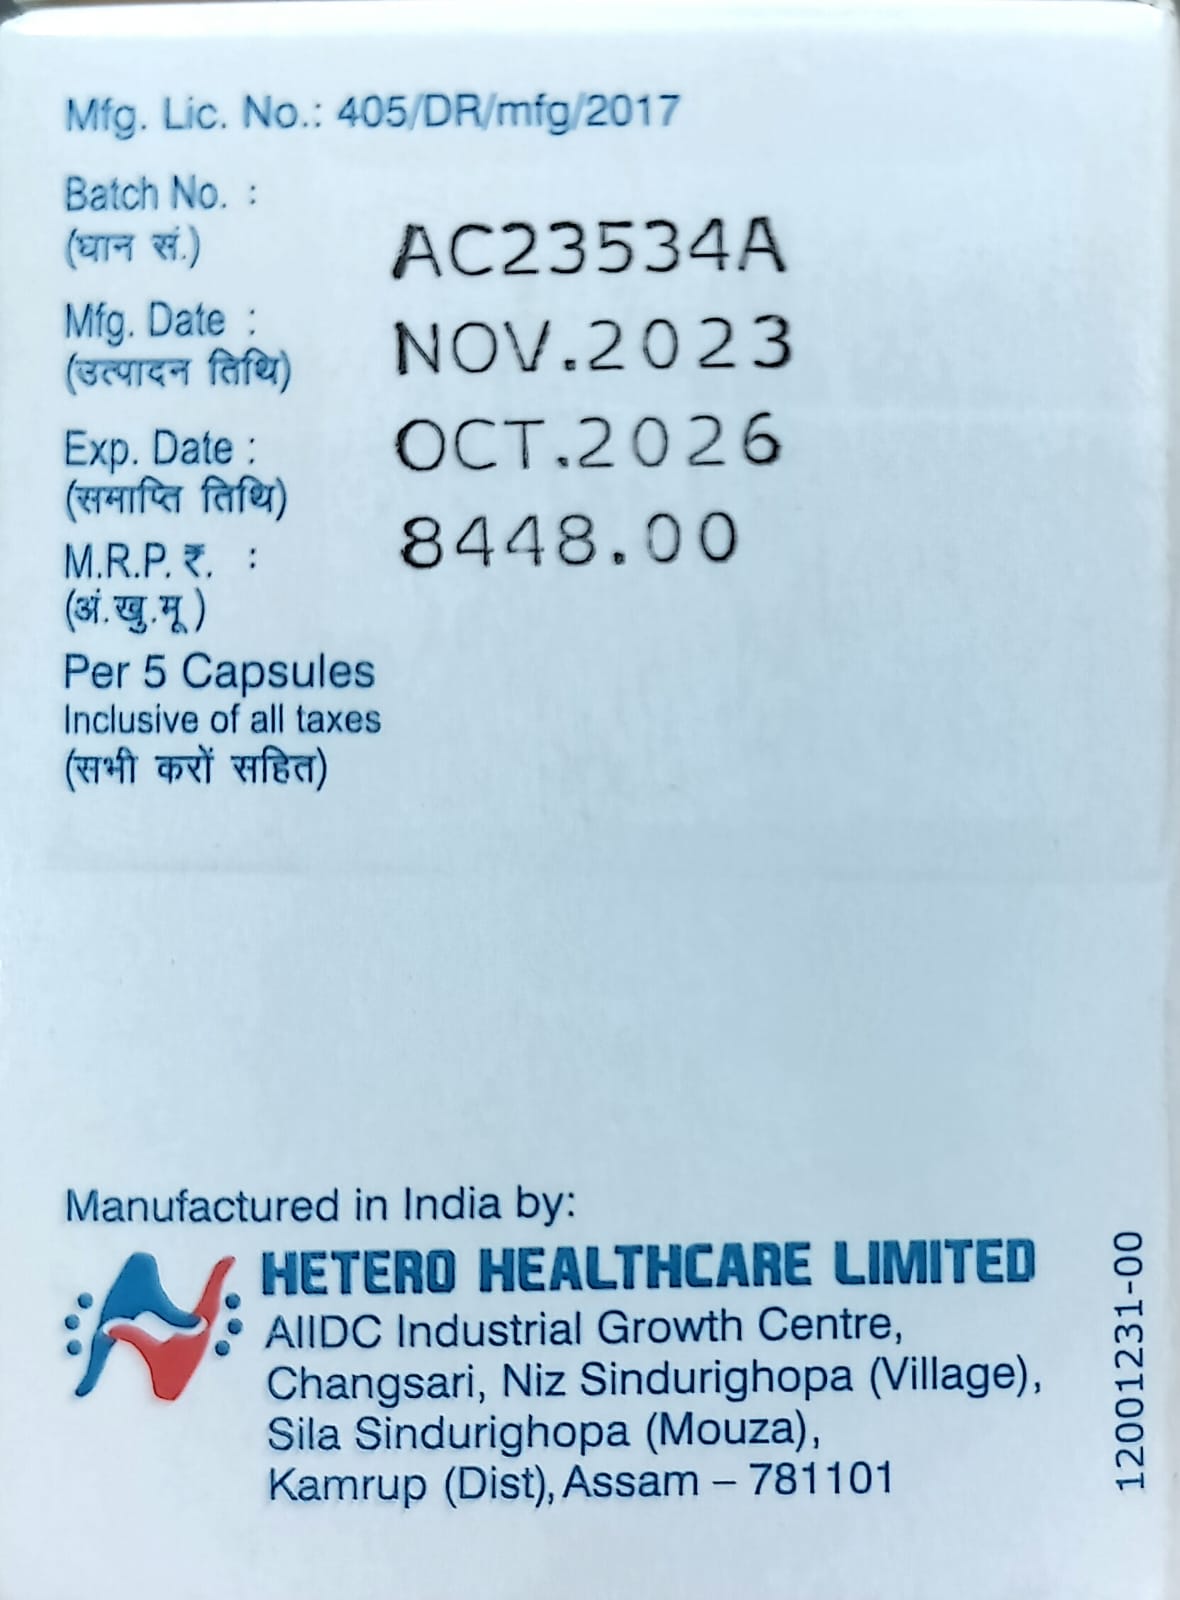 Mfg. Lic. No.: 405/DR/mfg/2017
Batch No. :
(घान सं.)
AC23534A
Mfg. Date :
(उत्पादन तिथि)
NOV.2023
Exp. Date :
(समाप्ति तिथि)
OCT.2026
M.R.P. ₹. :
(अं.खु.मू.)
8448.00
Per 5 Capsules
Inclusive of all taxes
(सभी करों सहित)
Manufactured in India by:
HETERO HEALTHCARE LIMITED
AIIDC Industrial Growth Centre,
Changsari, Niz Sindurighopa (Village),
Sila Sindurighopa (Mouza),
Kamrup (Dist), Assam – 781101
12001231-00